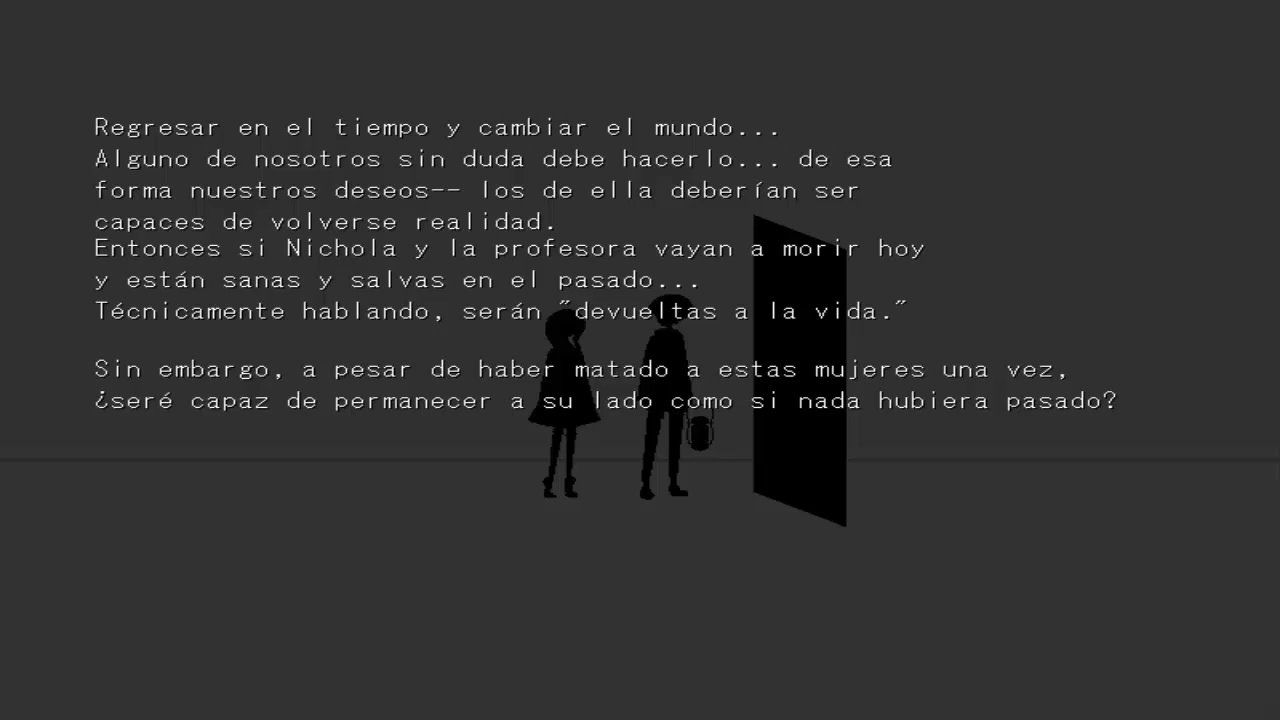 Regresar en el tiempo y cambiar el mundo...
Alguno de nosotros sin duda debe hacerlo... de esa
forma nuestros deseos-- los de ella deberían ser
capaces de volverse realidad.
Entonces si Nichola y la profesora vayan a morir hoy
y están sanas y salvas en el pasado...
Técnicamente hablando, serán "devueltas a la vida."
Sin embargo, a pesar de haber matado a estas mujeres una vez,
¿seré capaz de permanecer a su lado como si nada hubiera pasado?